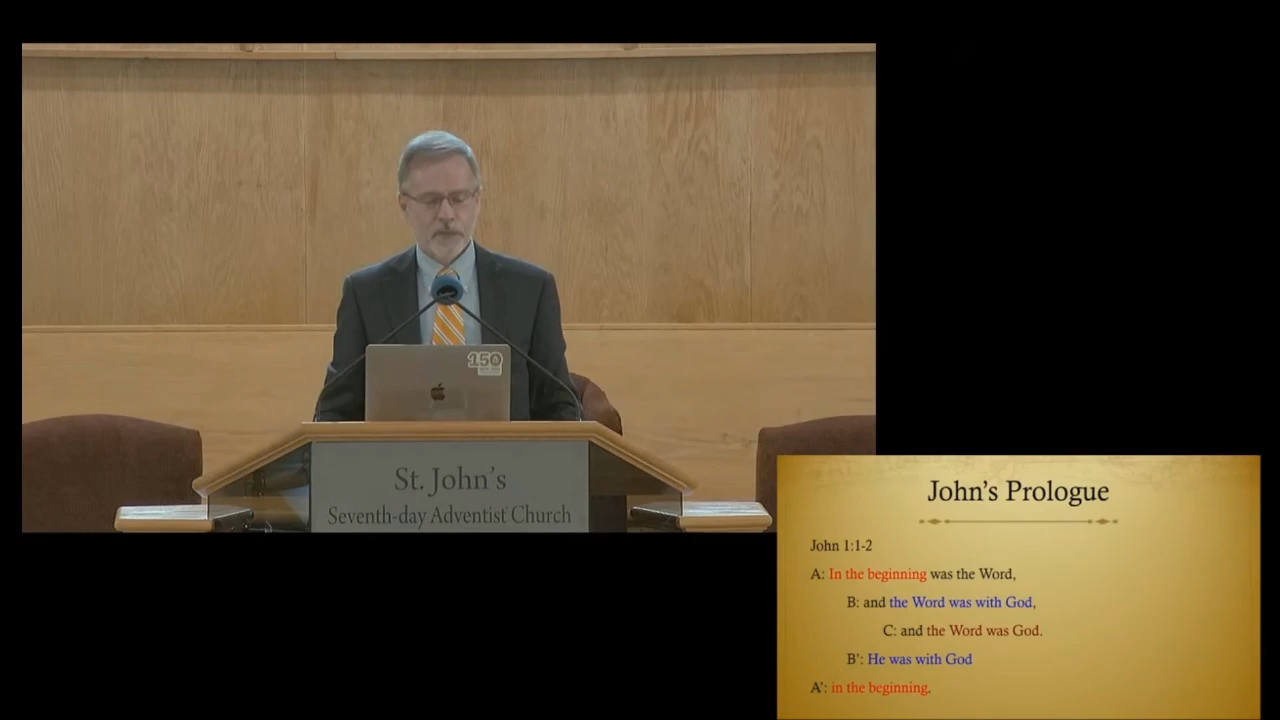 150
St. John's
Seventh-day Adventist Church
John's Prologue
John 1:1-2
A: In the beginning was the Word,
B: and the Word was with God,
C: and the Word was God.
B': He was with God
A': in the beginning.